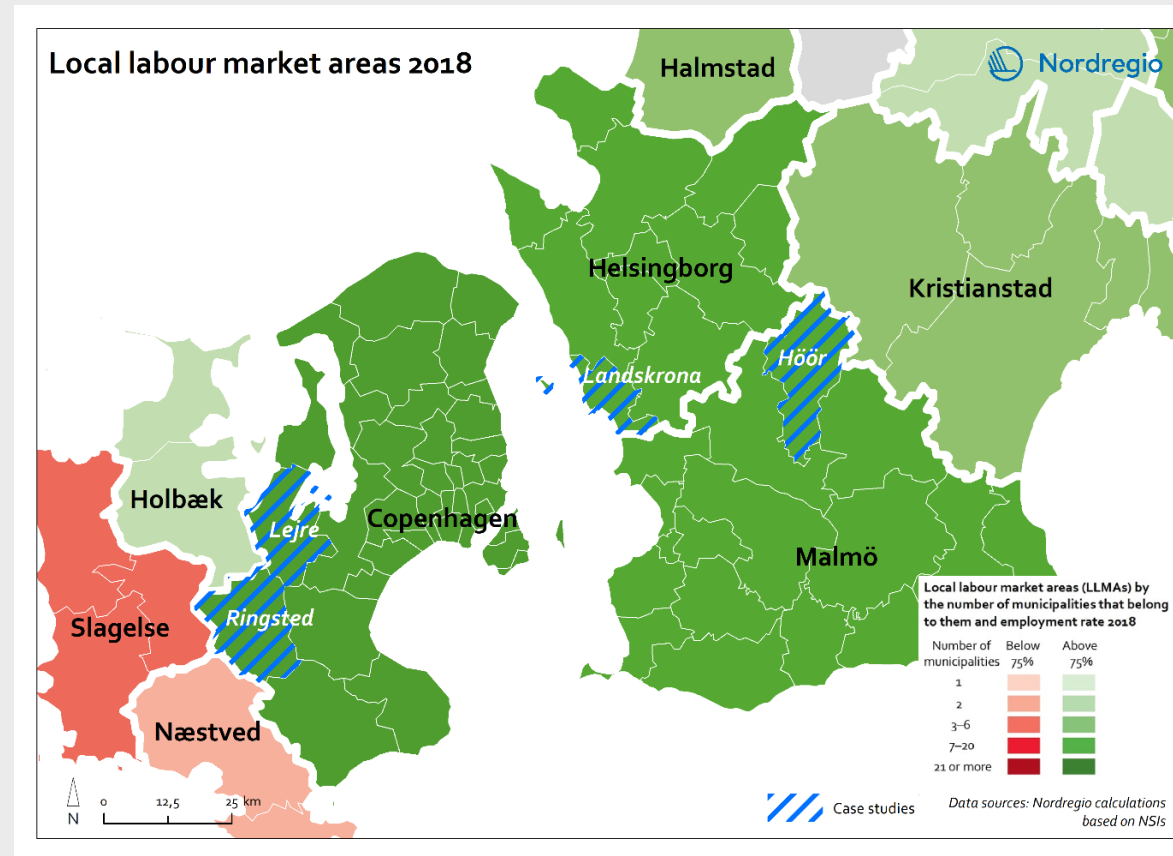 Local labour market areas 2018
Nordregio
Halmstad
Helsingborg
Kristianstad
Höör
Landskrona
Holbæk
Lejre
Copenhagen
Malmö
Ringsted
Slagelse
Næstved
Local labour market areas (LLMAs) by
the number of municipalities that belong
to them and employment rate 2018
Number of Below Above
municipalities 75% 75%
1
2
3–6
7–20
21 or more
N
0 12,5 25 km
Case studies
Data sources: Nordregio calculations
based on NSIs